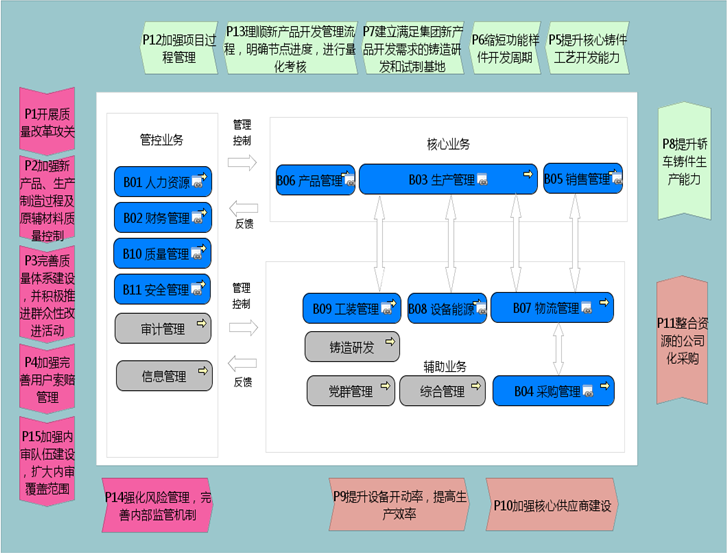 P12加强项目过
程管理
P13理顺新产品开发管理流
程，明确节点进度，进行量
化考核
P7建立满足集团新产
品开发需求的铸造研
发和试制基地
P6缩短功能样
件开发周期
P5提升核心铸件
工艺开发能力
P1开展质
量改革攻关
P2加强新
产品、生产
制造过程及
原辅材料质
量控制
P3完善质
量体系建设
，并积极推
进群众性改
进活动
P4加强完
善用户索赔
管理
P15加强内
审队伍建设
，扩大内审
覆盖范围
管控业务
B01 人力资源
B02 财务管理
B10 质量管理
B11 安全管理
审计管理
信息管理
管理
控制
反馈
管理
控制
反馈
核心业务
B06 产品管理
B03 生产管理
B05 销售管理
B09 工装管理
B08 设备能源
B07 物流管理
铸造研发
辅助业务
党群管理
综合管理
B04 采购管理
P8提升轿
车铸件生
产能力
P11整合资
源的公司
化采购
P14强化风险管理，完
善内部监管机制
P9提升设备开动率，提高生
产效率
P10加强核心供应商建设